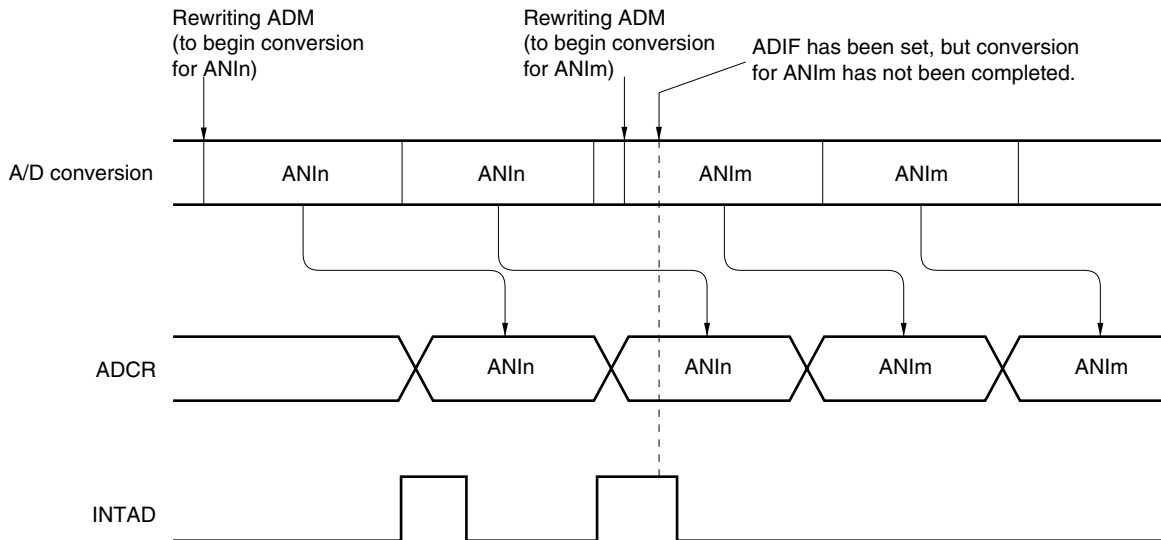 Rewriting ADM
(to begin conversion
for ANIn)
Rewriting ADM
(to begin conversion
for ANIm)
ADIF has been set, but conversion
for ANIm has not been completed.
A/D conversion
ANIn
ANIn
ANIm
ANIm
ADCR
ANIn
ANIn
ANIm
ANIm
INTAD